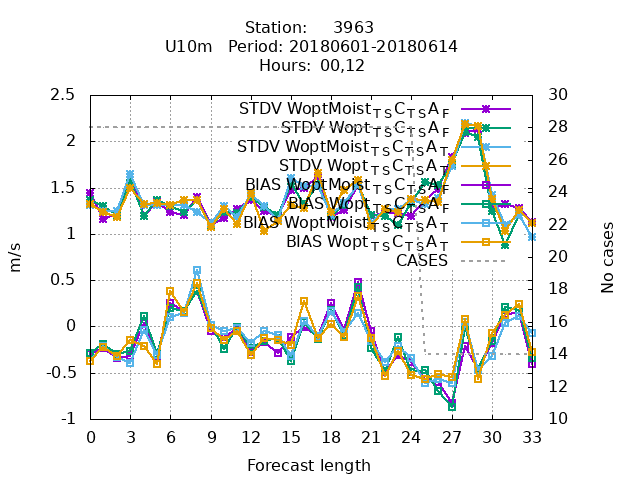 Station: 3963
U10m Period: 20180601-20180614
Hours: 00,12
2.5
2
1.5
1
0.5
0
-0.5
-1
m/s
30
28
26
24
22
20
18
16
14
12
10
No cases
STDV WoptMoist_TS C_TS A_F
STDV Wopt_TS C_TS A_F
STDV WoptMoist_TS C_TS A_T
STDV Wopt_TS C_TS A_T
BIAS WoptMoist_TS C_TS A_F
BIAS Wopt_TS C_TS A_F
BIAS WoptMoist_TS C_TS A_T
BIAS Wopt_TS C_TS A_T
CASES
0 3 6 9 12 15 18 21 24 27 30 33
Forecast length